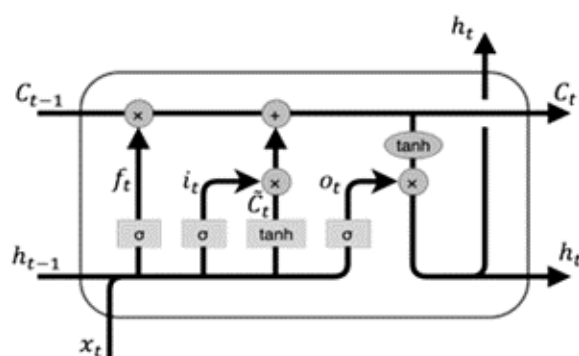 h_t
C_{t-1} × + C_t
tanh
f_t i_t × o_t ×
C̃_t
σ σ tanh σ
h_{t-1} h_t
x_t